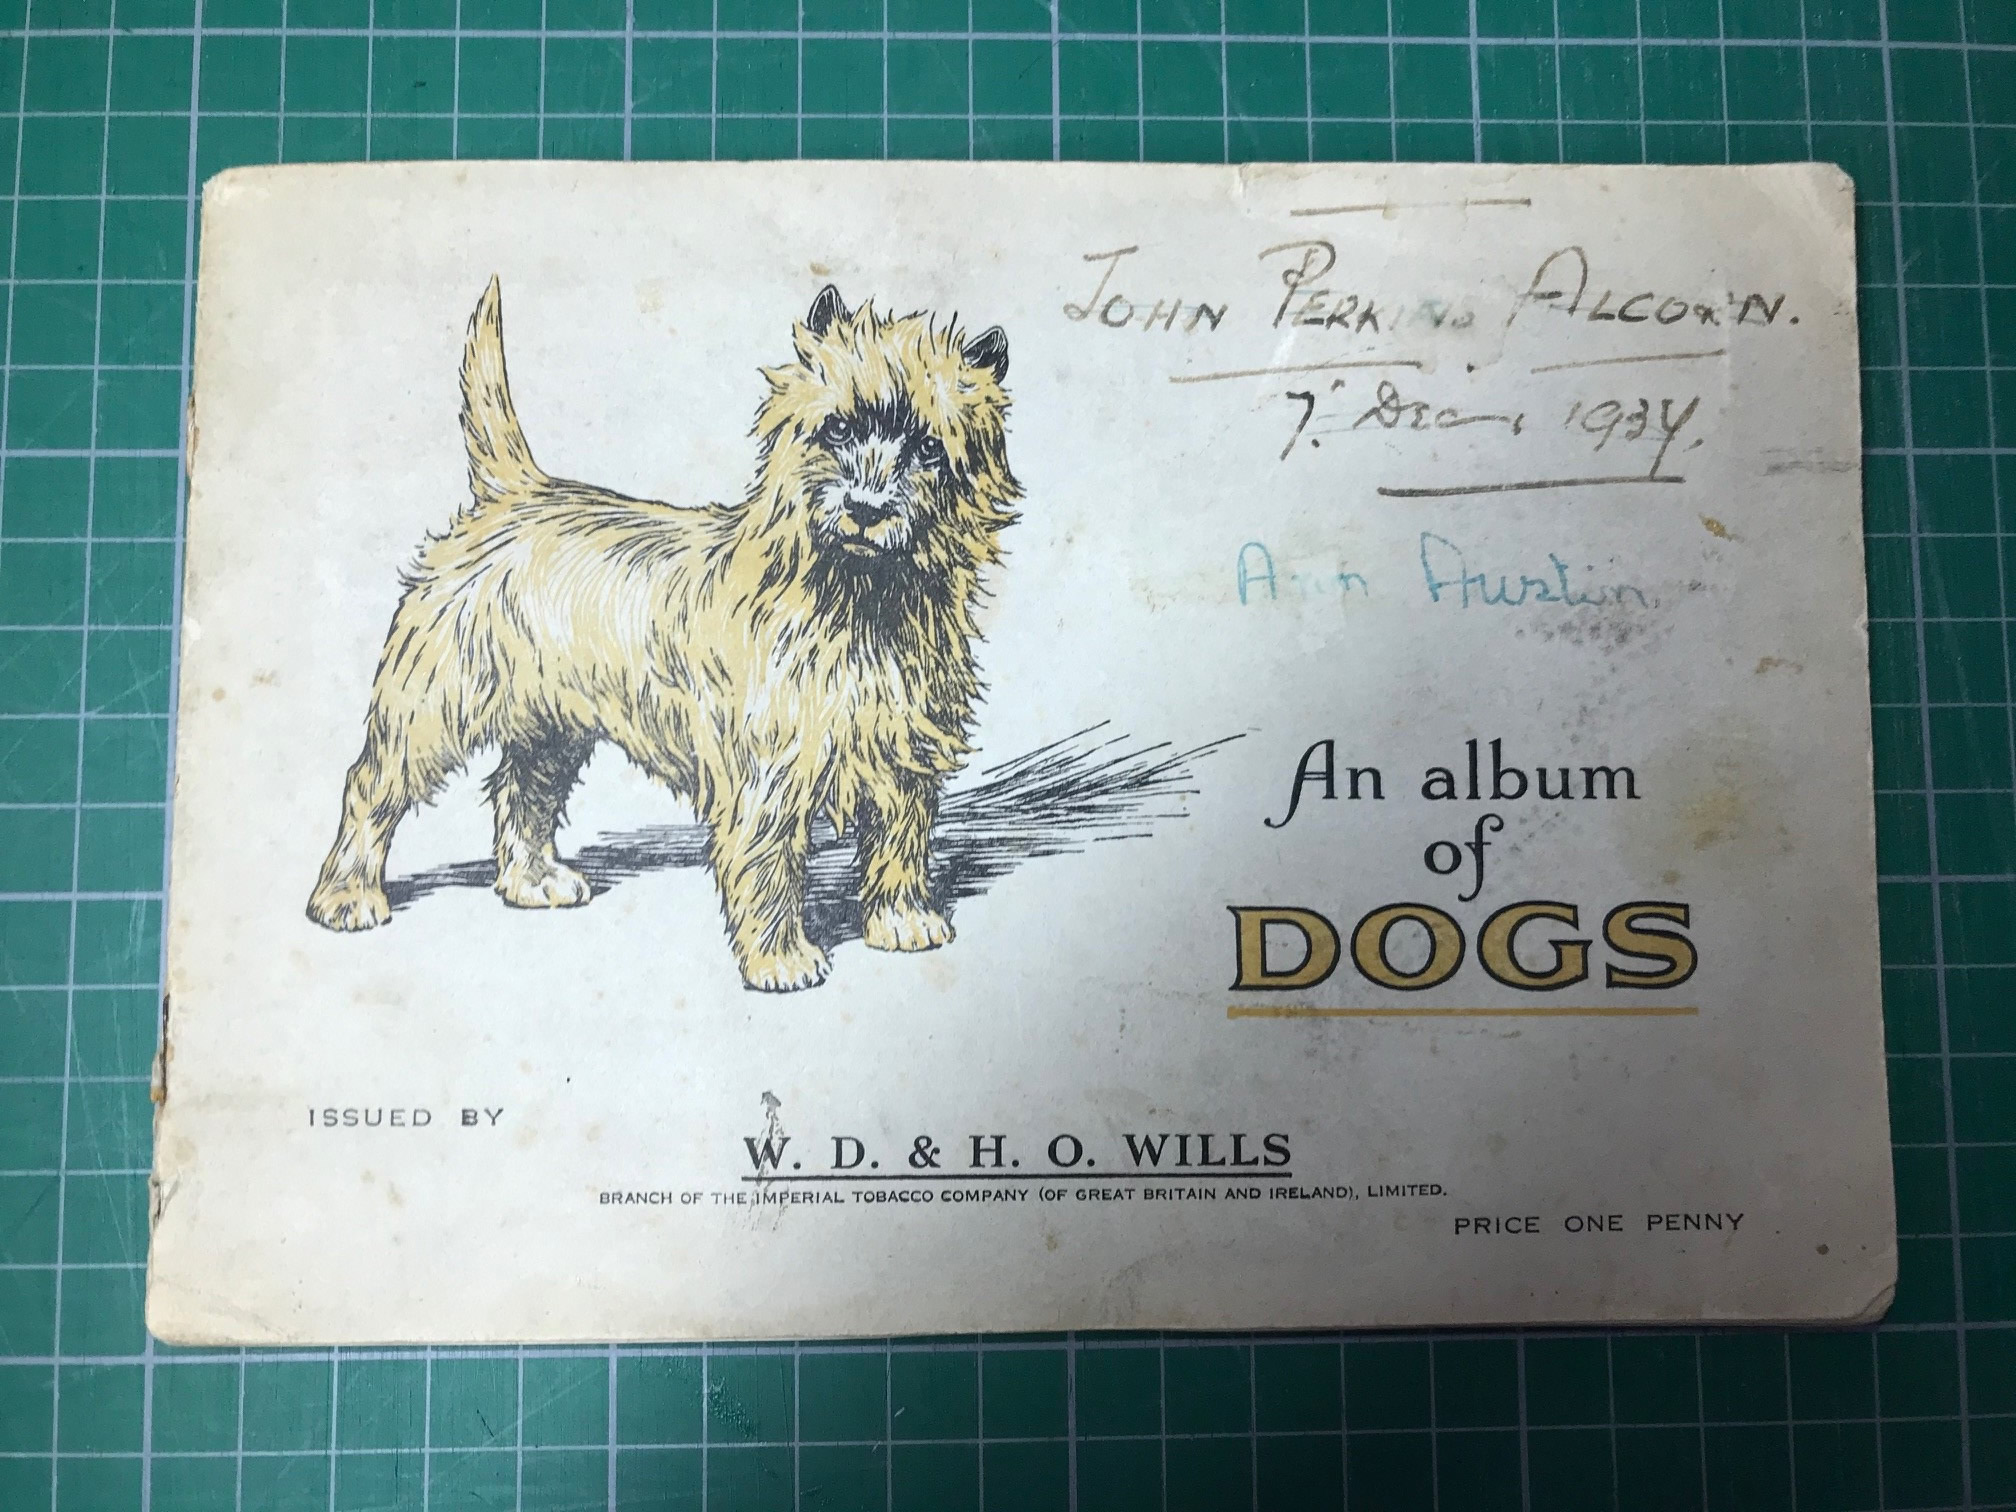 JOHN PERKINS ALCORN.
7. Dec. 1934.
Ann Austin
An album
of
DOGS
ISSUED BY
W. D. & H. O. WILLS
BRANCH OF THE IMPERIAL TOBACCO COMPANY (OF GREAT BRITAIN AND IRELAND), LIMITED.
PRICE ONE PENNY